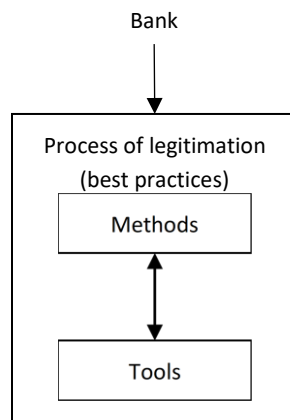 Bank
Process of legitimation
(best practices)
Methods
Tools